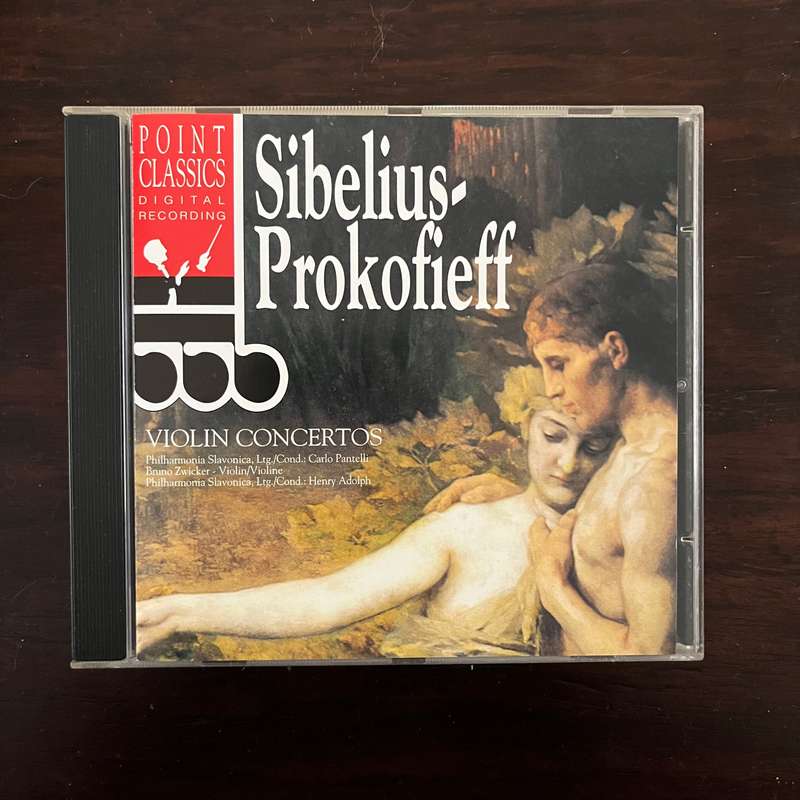 POINT
CLASSICS
DIGITAL
RECORDING
Sibelius-
Prokofieff
VIOLIN CONCERTOS
Philharmonia Slavonica, Ltg./Cond.: Carlo Pantelli
Bruno Zwicker - Violin/Violine
Philharmonia Slavonica, Ltg./Cond.: Henry Adolph